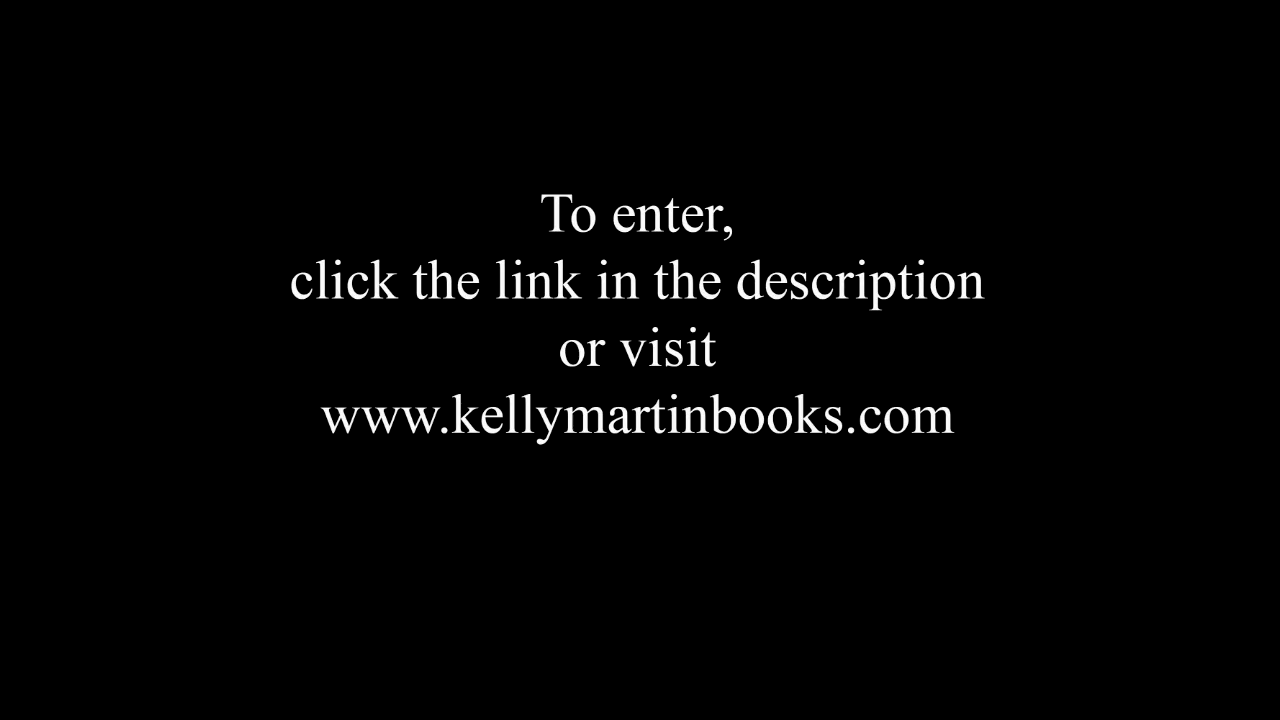 To enter,
click the link in the description
or visit
www.kellymartinbooks.com